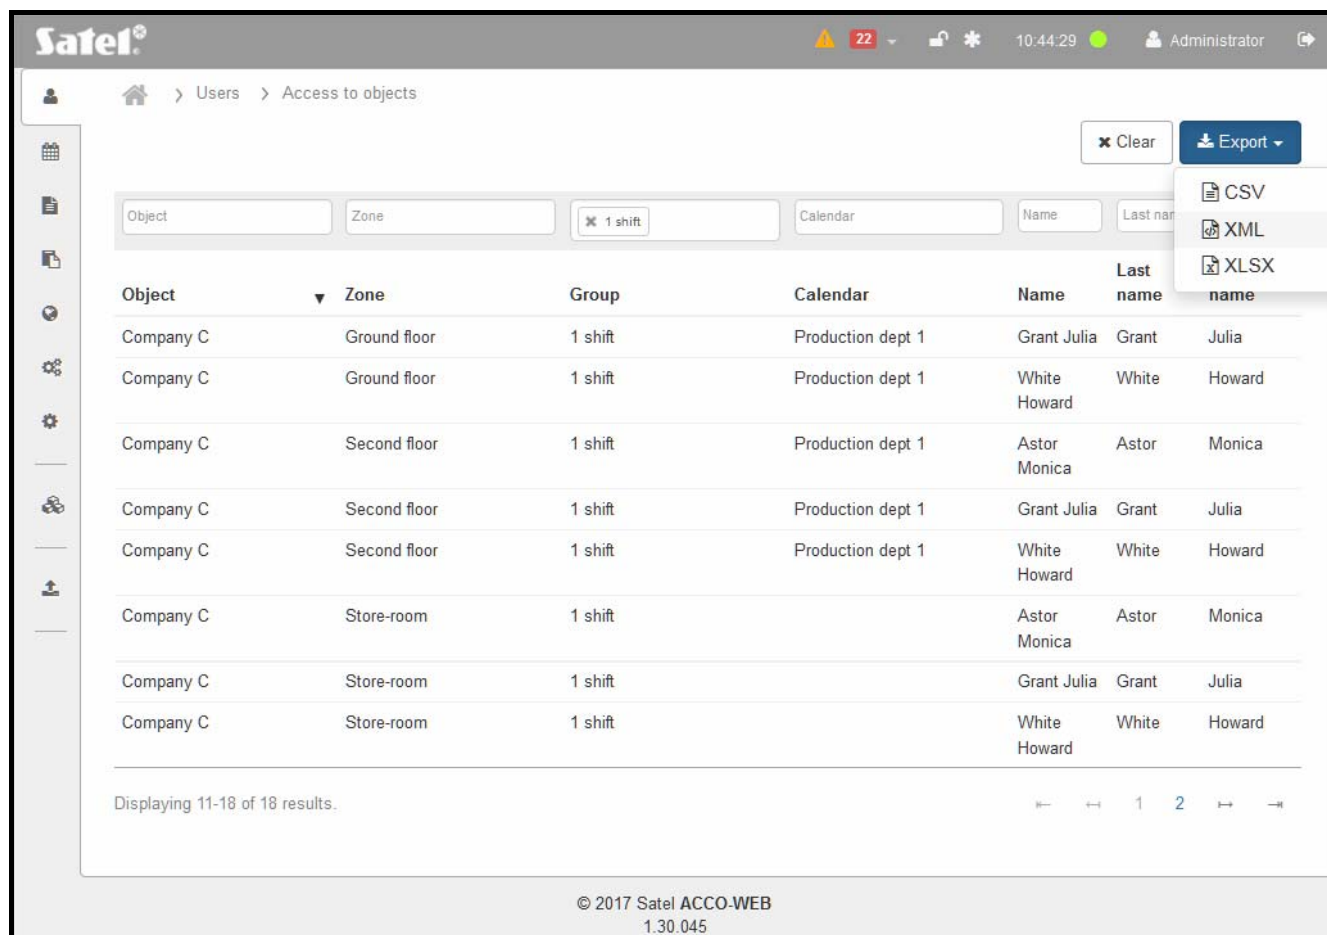 Satel®
22
10:44:29
Administrator
Users > Access to objects
Clear
Export
CSV
XML
XLSX
Object
Zone
1 shift
Calendar
Name
Last nar
Object Zone Group Calendar Name Last name name
Company C Ground floor 1 shift Production dept 1 Grant Julia Grant Julia
Company C Ground floor 1 shift Production dept 1 White Howard White Howard
Company C Second floor 1 shift Production dept 1 Astor Monica Astor Monica
Company C Second floor 1 shift Production dept 1 Grant Julia Grant Julia
Company C Second floor 1 shift Production dept 1 White Howard White Howard
Company C Store-room 1 shift Astor Monica Astor Monica
Company C Store-room 1 shift Grant Julia Grant Julia
Company C Store-room 1 shift White Howard White Howard
Displaying 11-18 of 18 results.
1 2
© 2017 Satel ACCO-WEB
1.30.045